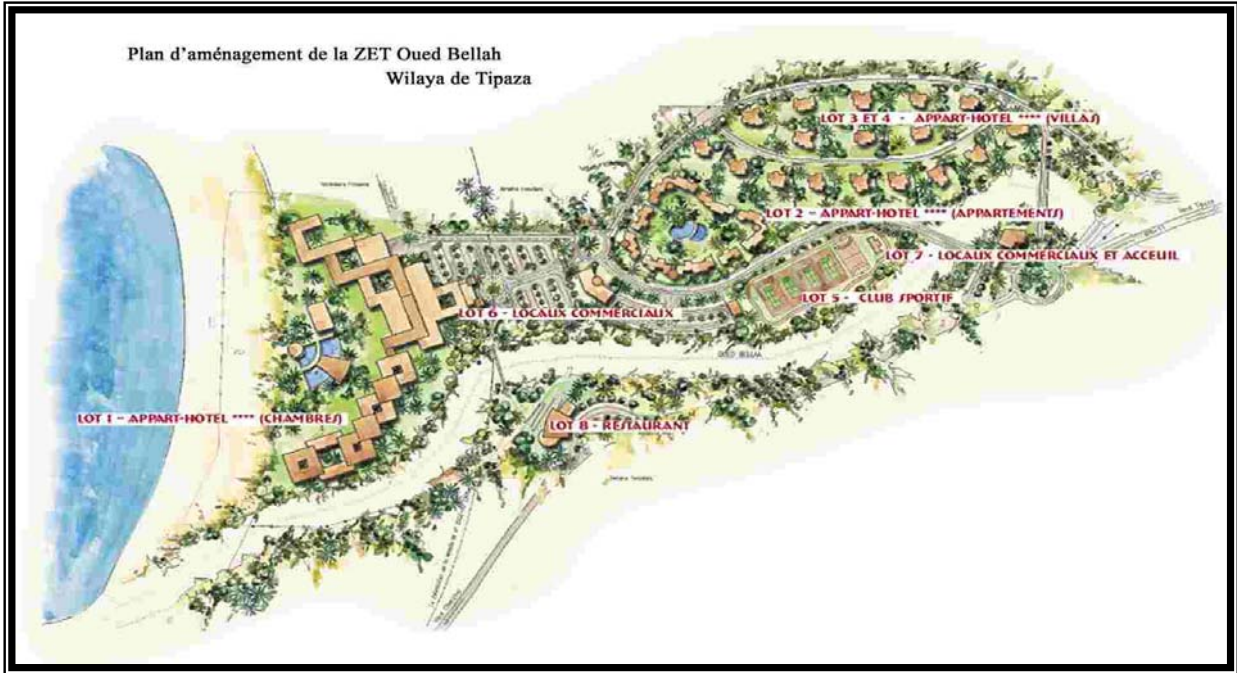 Plan d'aménagement de la ZET Oued Bellah
Wilaya de Tipaza
LOT 3 ET 4 - APPART-HOTEL **** (VILLAS)
LOT 2 - APPART-HOTEL **** (APPARTEMENTS)
LOT 7 - LOCAUX COMMERCIAUX ET ACCEUIL
LOT 5 - CLUB SPORTIF
LOT 6 - LOCAUX COMMERCIAUX
OUED BELLAH
LOT 1 - APPART-HOTEL **** (CHAMBRES)
LOT 8 - RESTAURANT